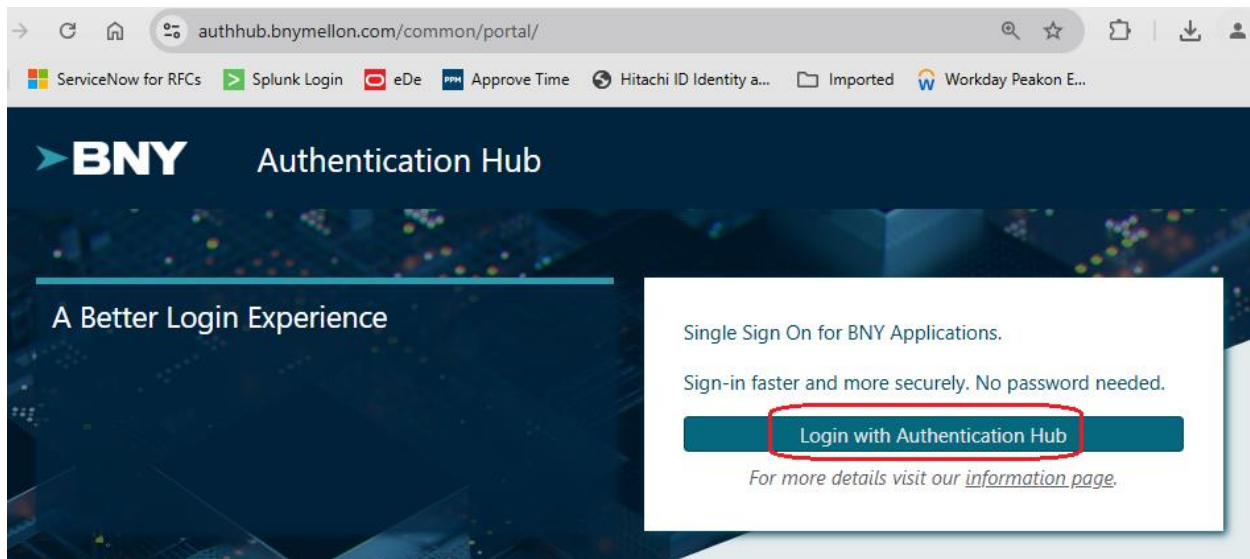 authhub.bnymellon.com/common/portal/
ServiceNow for RFCs Splunk Login eDe PPM Approve Time Hitachi ID Identity a... Imported Workday Peakon E...
BNY Authentication Hub
A Better Login Experience
Single Sign On for BNY Applications.
Sign-in faster and more securely. No password needed.
Login with Authentication Hub
For more details visit our information page.